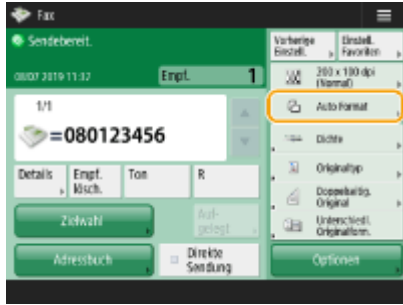 Fax
Sendebereit.
08/07 2019 11:37
Empf. 1
1/1
=080123456
Details
Empf. lösch.
Ton
R
Zielwahl
Auf-
gelegt
Adressbuch
Direkte
Sendung
Vorherige
Einstell.
Einstell.
Favoriten
200 x 100 dpi
(Normal)
Auto Format
Dichte
Originaltyp
Doppelseitig.
Original
Unterschiedl.
Originalform.
Optionen